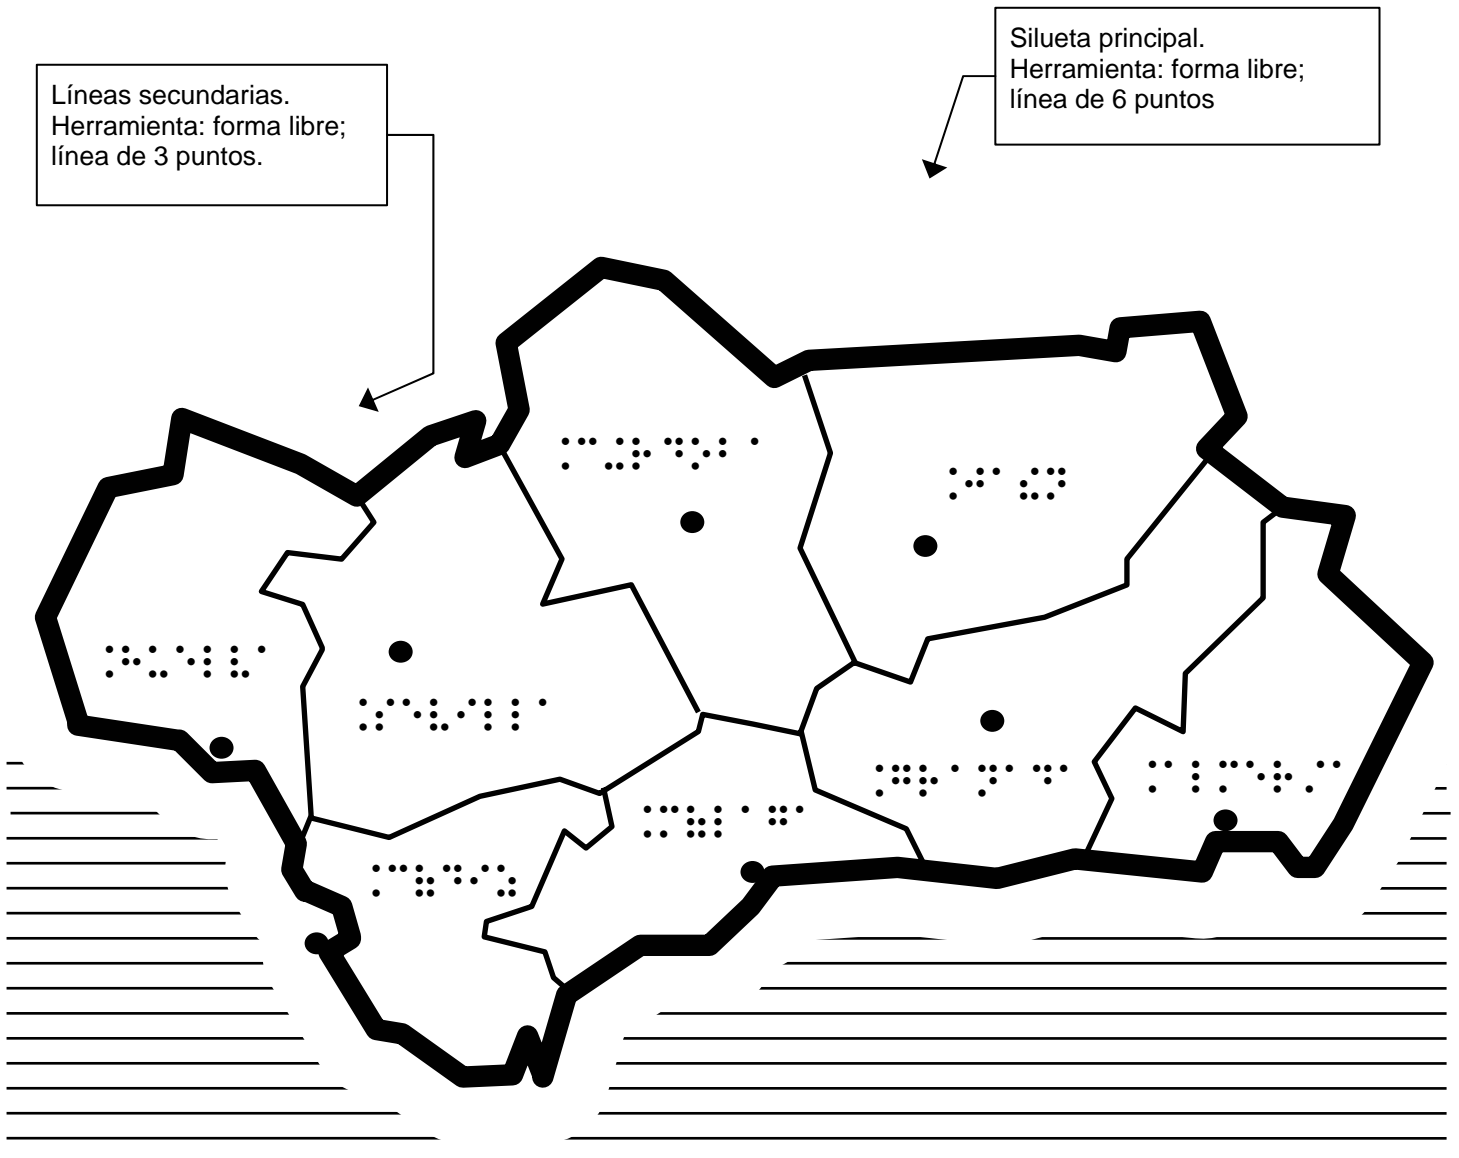 Silueta principal.
Herramienta: forma libre;
línea de 6 puntos
Líneas secundarias.
Herramienta: forma libre;
línea de 3 puntos.
⠨⠉⠬⠗⠙⠕⠃⠁
⠨⠚⠁⠮⠝
⠨⠓⠥⠑⠇⠧⠁
⠨⠎⠑⠧⠊⠇⠇⠁
⠨⠛⠗⠁⠝⠁⠙⠁
⠨⠁⠇⠍⠑⠗⠌⠁
⠨⠍⠷⠇⠁⠛⠁
⠨⠉⠷⠙⠊⠵